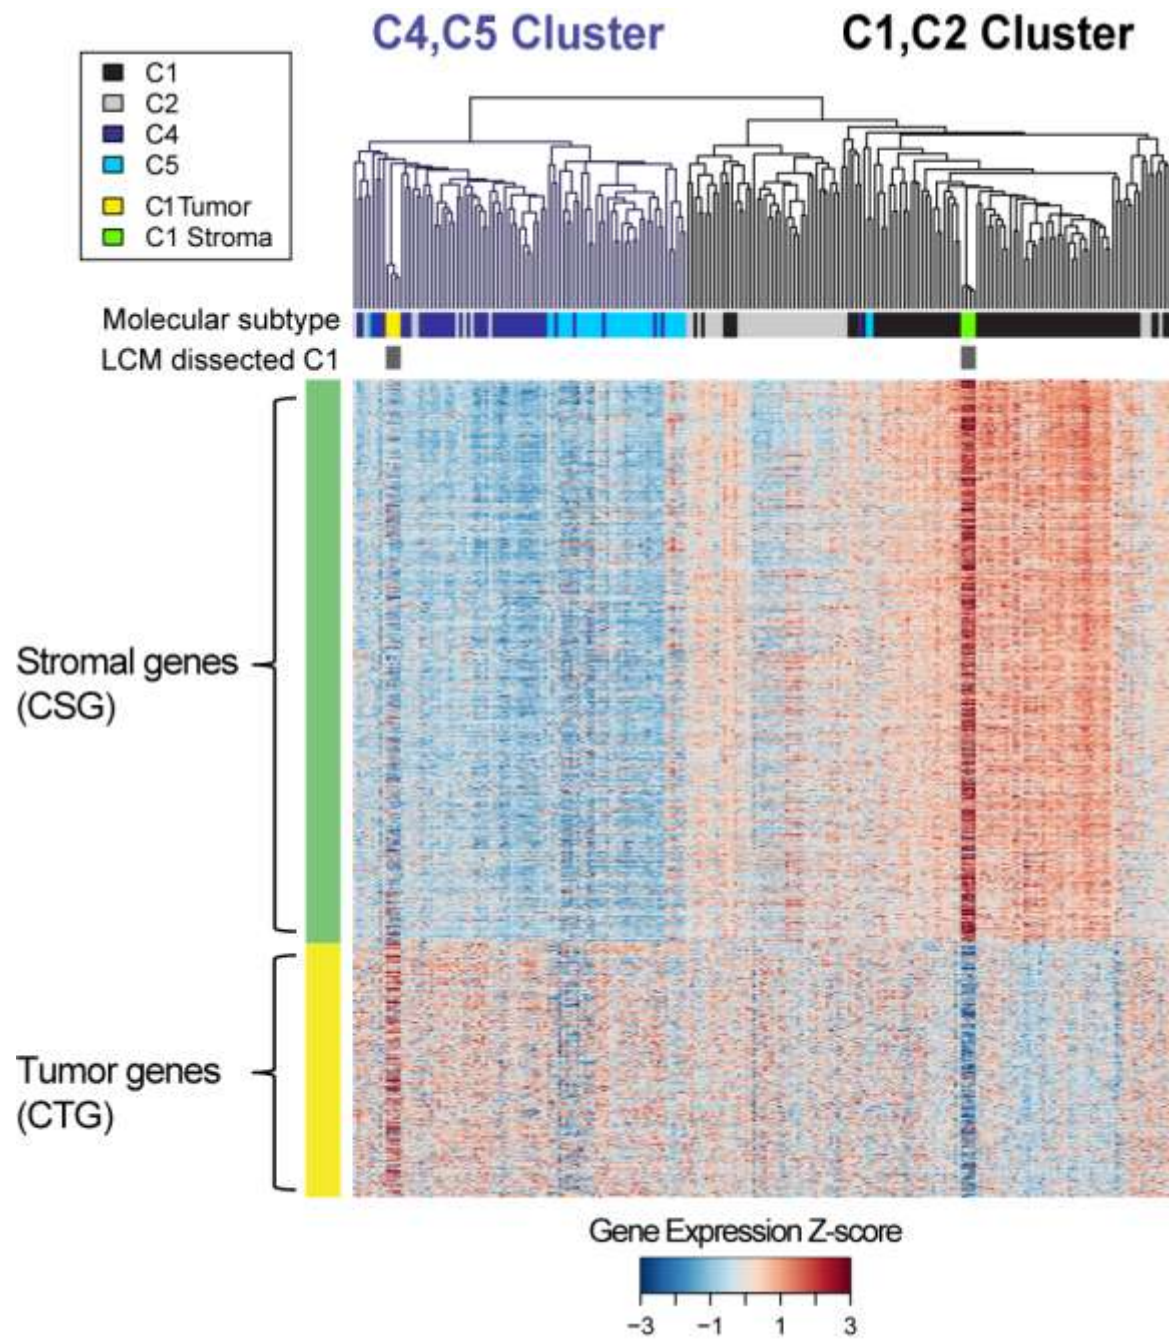 C4,C5 Cluster
C1,C2 Cluster
C1
C2
C4
C5
C1 Tumor
C1 Stroma
Molecular subtype
LCM dissected C1
Stromal genes
(CSG)
Tumor genes
(CTG)
Gene Expression Z-score
−3 −1 1 3